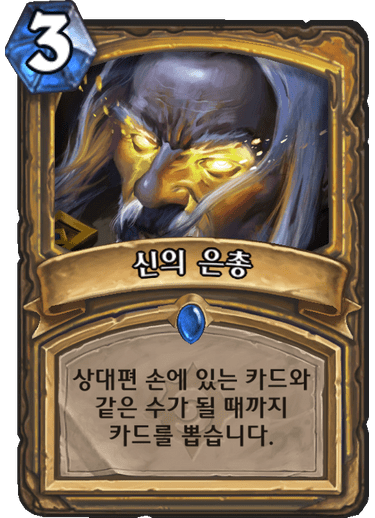 3
신의 은총
상대편 손에 있는 카드와
같은 수가 될 때까지
카드를 뽑습니다.